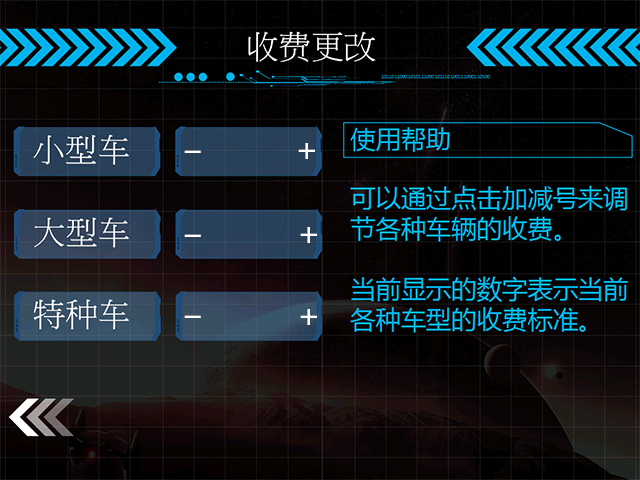 收费更改
小型车 - +
大型车 - +
特种车 - +
使用帮助
可以通过点击加减号来调
节各种车辆的收费。
当前显示的数字表示当前
各种车型的收费标准。